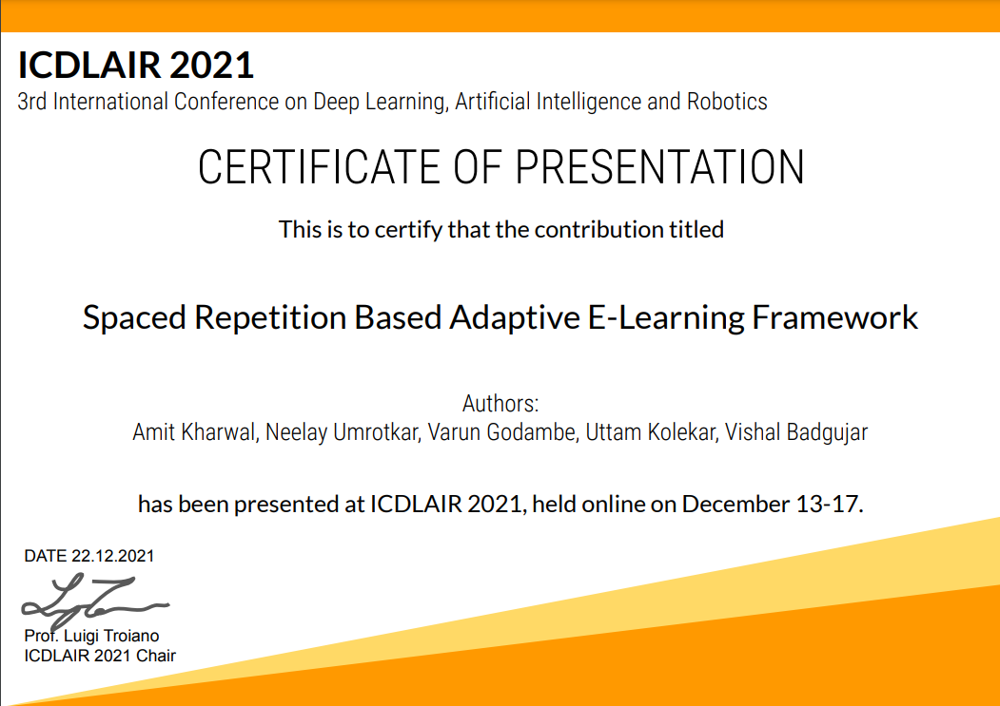 ICDLAIR 2021
3rd International Conference on Deep Learning, Artificial Intelligence and Robotics
CERTIFICATE OF PRESENTATION
This is to certify that the contribution titled
Spaced Repetition Based Adaptive E-Learning Framework
Authors:
Amit Kharwal, Neelay Umrotkar, Varun Godambe, Uttam Kolekar, Vishal Badgujar
has been presented at ICDLAIR 2021, held online on December 13-17.
DATE 22.12.2021
Prof. Luigi Troiano
ICDLAIR 2021 Chair